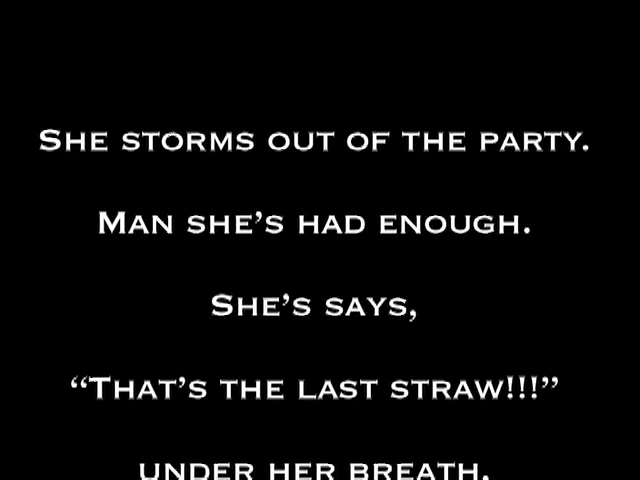 She storms out of the party.
Man she’s had enough.
She’s says,
“That’s the last straw!!!”
under her breath.